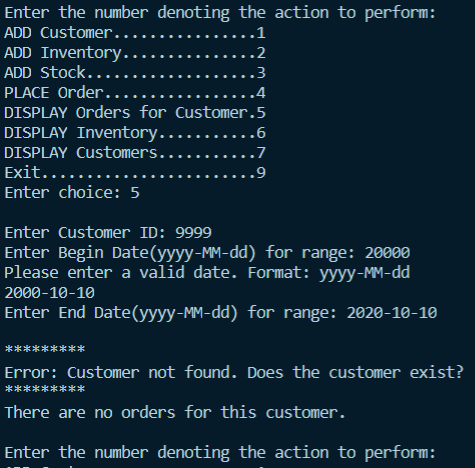 Enter the number denoting the action to perform:
ADD Customer................1
ADD Inventory...............2
ADD Stock...................3
PLACE Order.................4
DISPLAY Orders for Customer.5
DISPLAY Inventory...........6
DISPLAY Customers...........7
Exit........................9
Enter choice: 5
Enter Customer ID: 9999
Enter Begin Date(yyyy-MM-dd) for range: 20000
Please enter a valid date. Format: yyyy-MM-dd
2000-10-10
Enter End Date(yyyy-MM-dd) for range: 2020-10-10
*********
Error: Customer not found. Does the customer exist?
*********
There are no orders for this customer.
Enter the number denoting the action to perform: